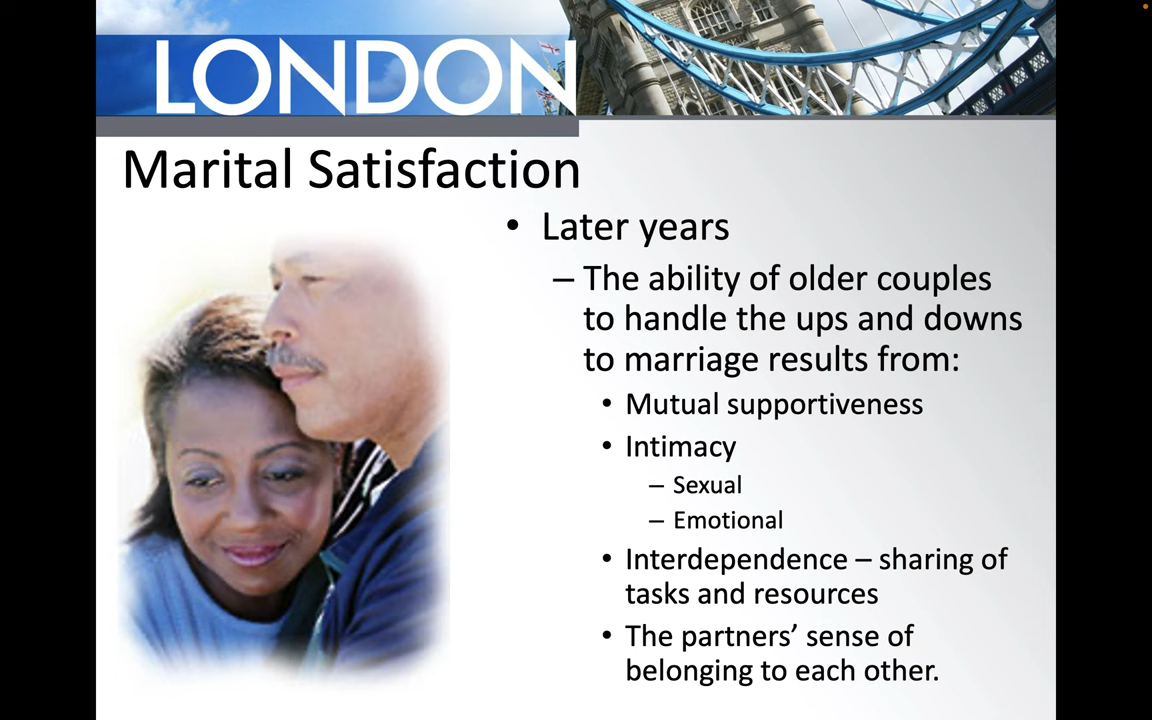 LONDON
Marital Satisfaction
• Later years
– The ability of older couples
to handle the ups and downs
to marriage results from:
• Mutual supportiveness
• Intimacy
– Sexual
– Emotional
• Interdependence – sharing of
tasks and resources
• The partners’ sense of
belonging to each other.